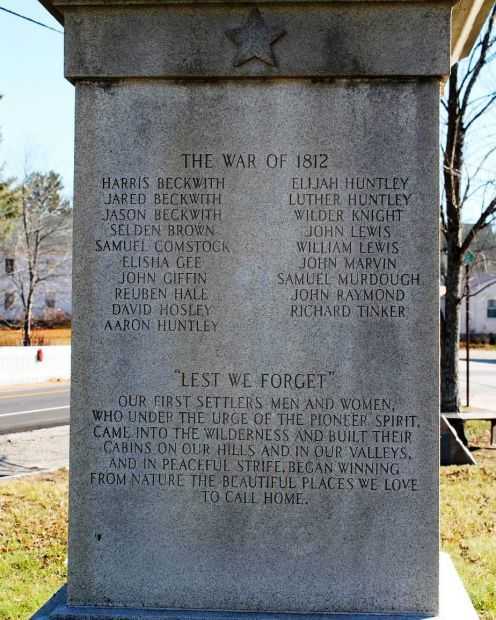 THE WAR OF 1812
HARRIS BECKWITH
JARED BECKWITH
JASON BECKWITH
SELDEN BROWN
SAMUEL COMSTOCK
ELISHA GEE
JOHN GIFFIN
REUBEN HALE
DAVID HOSLEY
AARON HUNTLEY
ELIJAH HUNTLEY
LUTHER HUNTLEY
WILDER KNIGHT
JOHN LEWIS
WILLIAM LEWIS
JOHN MARVIN
SAMUEL MURDOUGH
JOHN RAYMOND
RICHARD TINKER
"LEST WE FORGET"
OUR FIRST SETTLERS MEN AND WOMEN,
WHO UNDER THE URGE OF THE PIONEER SPIRIT,
CAME INTO THE WILDERNESS AND BUILT THEIR
CABINS ON OUR HILLS AND IN OUR VALLEYS,
AND IN PEACEFUL STRIFE, BEGAN WINNING
FROM NATURE THE BEAUTIFUL PLACES WE LOVE
TO CALL HOME.